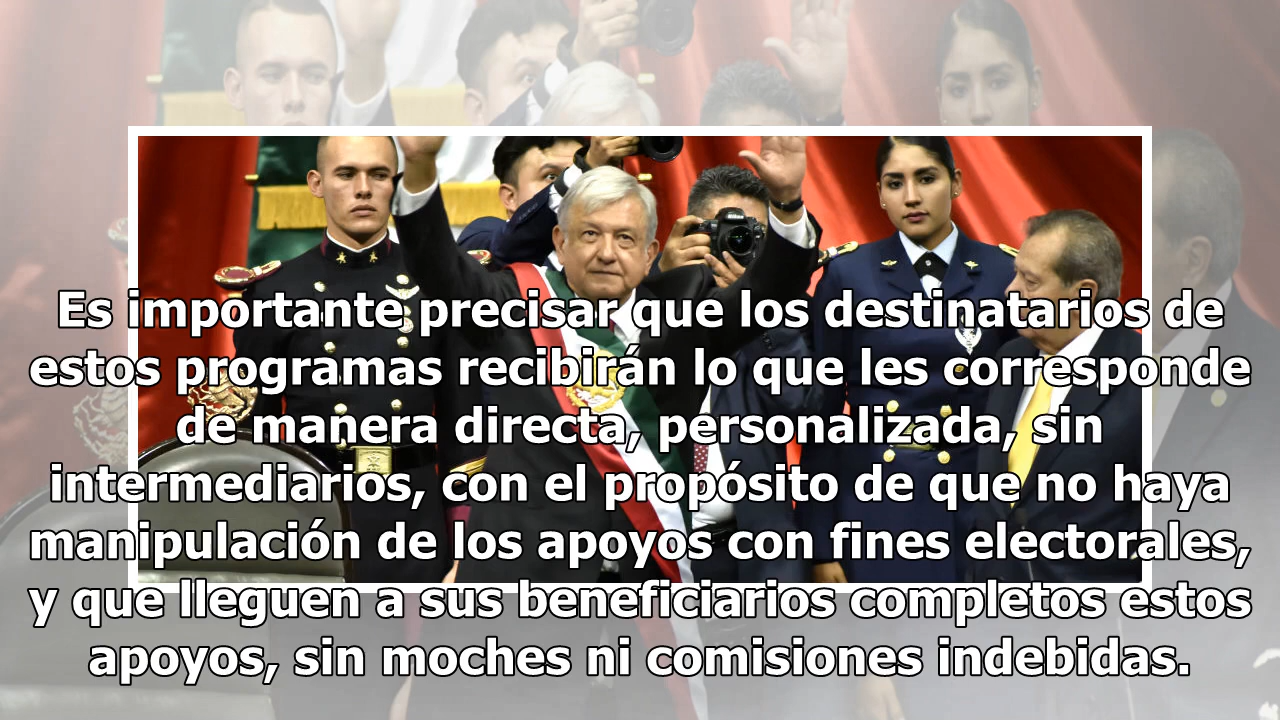 Es importante precisar que los destinatarios de
estos programas recibirán lo que les corresponde
de manera directa, personalizada, sin
intermediarios, con el propósito de que no haya
manipulación de los apoyos con fines electorales,
y que lleguen a sus beneficiarios completos estos
apoyos, sin moches ni comisiones indebidas.